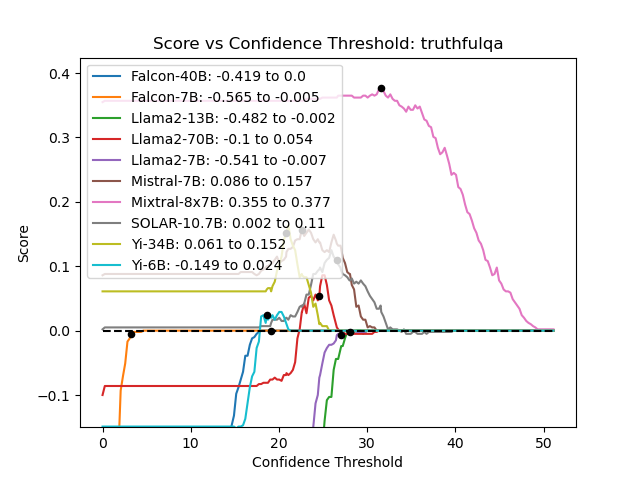 Score vs Confidence Threshold: truthfulqa
Falcon-40B: -0.419 to 0.0
Falcon-7B: -0.565 to -0.005
Llama2-13B: -0.482 to -0.002
Llama2-70B: -0.1 to 0.054
Llama2-7B: -0.541 to -0.007
Mistral-7B: 0.086 to 0.157
Mixtral-8x7B: 0.355 to 0.377
SOLAR-10.7B: 0.002 to 0.11
Yi-34B: 0.061 to 0.152
Yi-6B: -0.149 to 0.024
Score
0.4
0.3
0.2
0.1
0.0
−0.1
0 10 20 30 40 50
Confidence Threshold